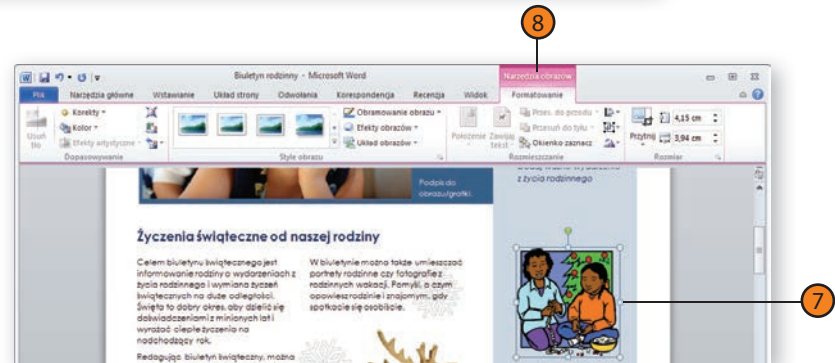 8
Biuletyn rodzinny - Microsoft Word
Narzędzia obrazów
Plik Narzędzia główne Wstawianie Układ strony Odwołania Korespondencja Recenzja Widok Formatowanie
Usuń tło
Korekty
Kolor
Efekty artystyczne
Dopasowywanie
Style obrazu
Obramowanie obrazu
Efekty obrazów
Układ obrazów
Położenie
Zawijaj tekst
Przes. do przodu
Przesuń do tyłu
Okienko zaznacz.
Rozmieszczanie
Przytnij
4,15 cm
3,94 cm
Rozmiar
Podpis do
obrazu/grafiki.
z życia rodzinnego
Życzenia świąteczne od naszej rodziny
Celem biuletynu świątecznego jest
informowanie rodziny o wydarzeniach z
życia rodzinnego i wymiana życzeń
świątecznych na duże odległości.
Święta to dobry okres, aby dzielić się
doświadczeniami z minionych lat i
wyrażać ciepłe życzenia na
nadchodzący rok.
Redagując biuletyn świąteczny, można
W biuletynie można także umieszczać
portrety rodzinne czy fotografie z
rodzinnych wakacji. Pomyśl, o czym
opowiesz rodzinie i znajomym, gdy
spotkacie się osobiście.
7